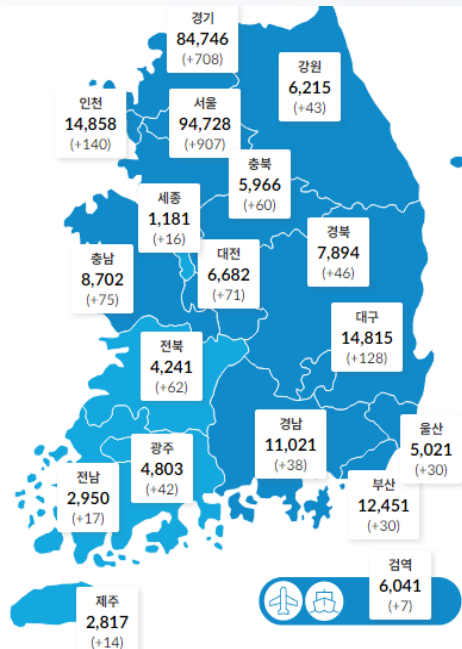 경기
84,746
(+708)
강원
6,215
(+43)
인천
14,858
(+140)
서울
94,728
(+907)
충북
5,966
(+60)
세종
1,181
(+16)
경북
7,894
(+46)
충남
8,702
(+75)
대전
6,682
(+71)
대구
14,815
(+128)
전북
4,241
(+62)
경남
11,021
(+38)
울산
5,021
(+30)
광주
4,803
(+42)
전남
2,950
(+17)
부산
12,451
(+30)
검역
6,041
(+7)
제주
2,817
(+14)